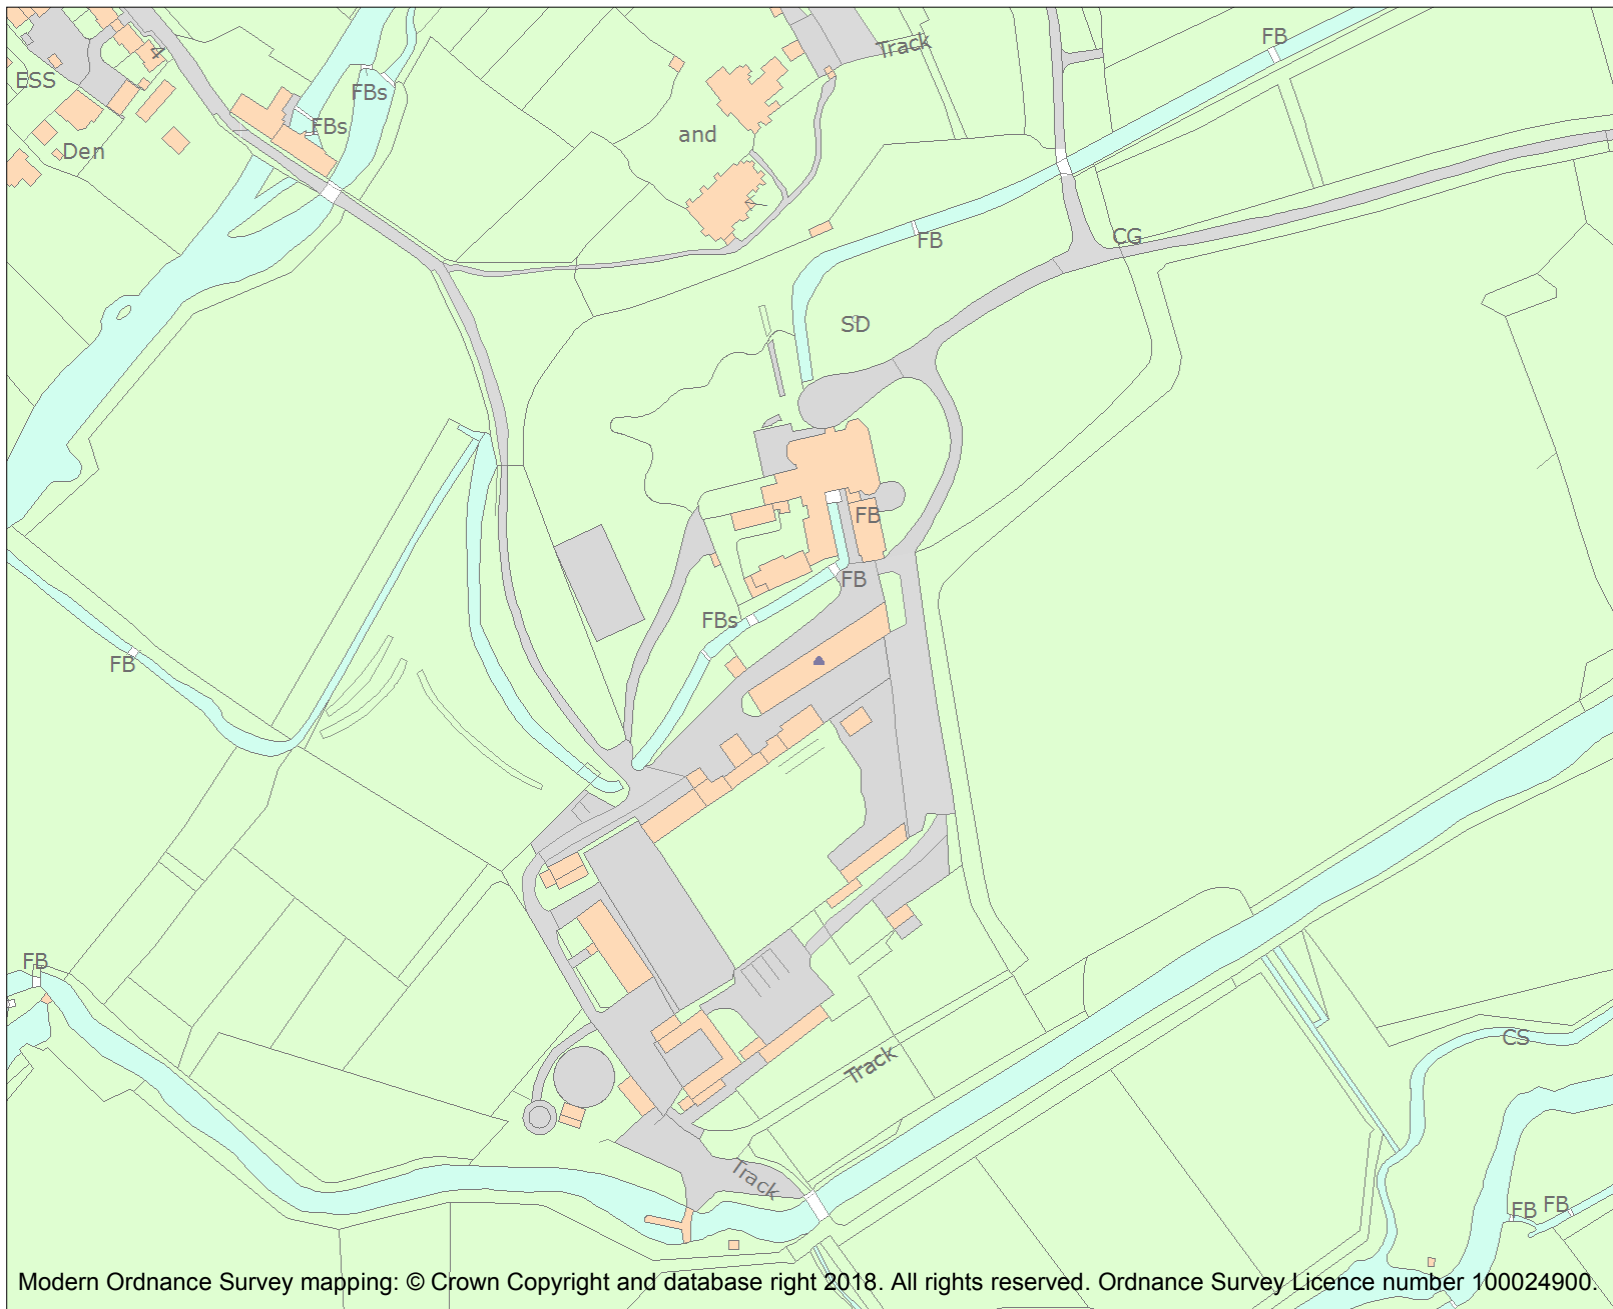 FB
Track
4
ESS
FBs
FBs
and
Den
CG
FB
SD
FB
FB
FBs
FB
FB
CS
Track
Track
FB
FB
Modern Ordnance Survey mapping: © Crown Copyright and database right 2018. All rights reserved. Ordnance Survey Licence number 100024900.